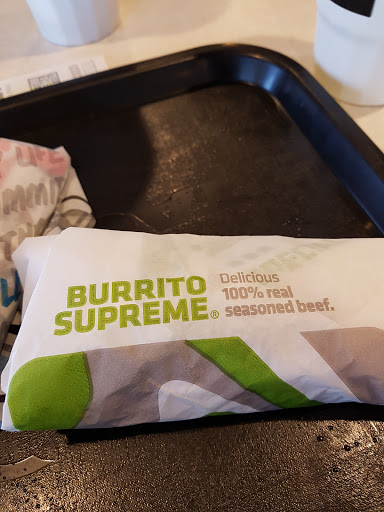 BURRITO
SUPREME®
Delicious
100% real
seasoned beef.